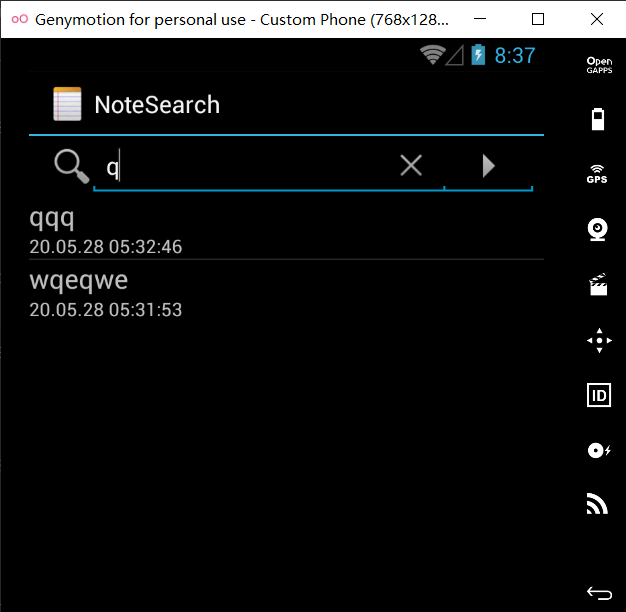 Genymotion for personal use - Custom Phone (768x128...
8:37
Open
GAPPS
NoteSearch
q
GPS
qqq
20.05.28 05:32:46
wqeqwe
20.05.28 05:31:53
ID